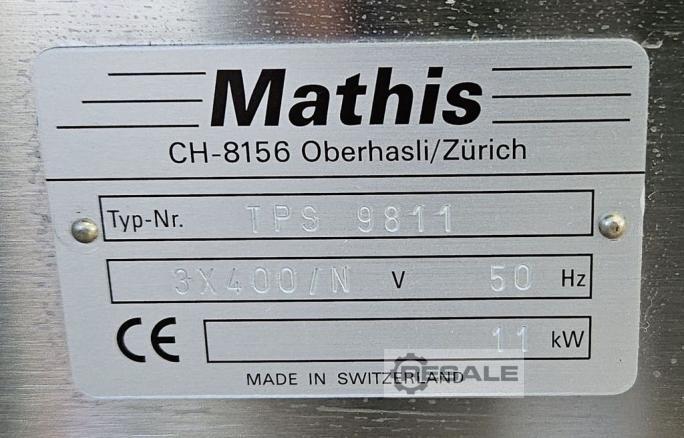 Mathis
CH-8156 Oberhasli/Zürich
Typ-Nr. TPS 9811
3X400/N V 50 Hz
CE 11 kW
RESALE
MADE IN SWITZERLAND